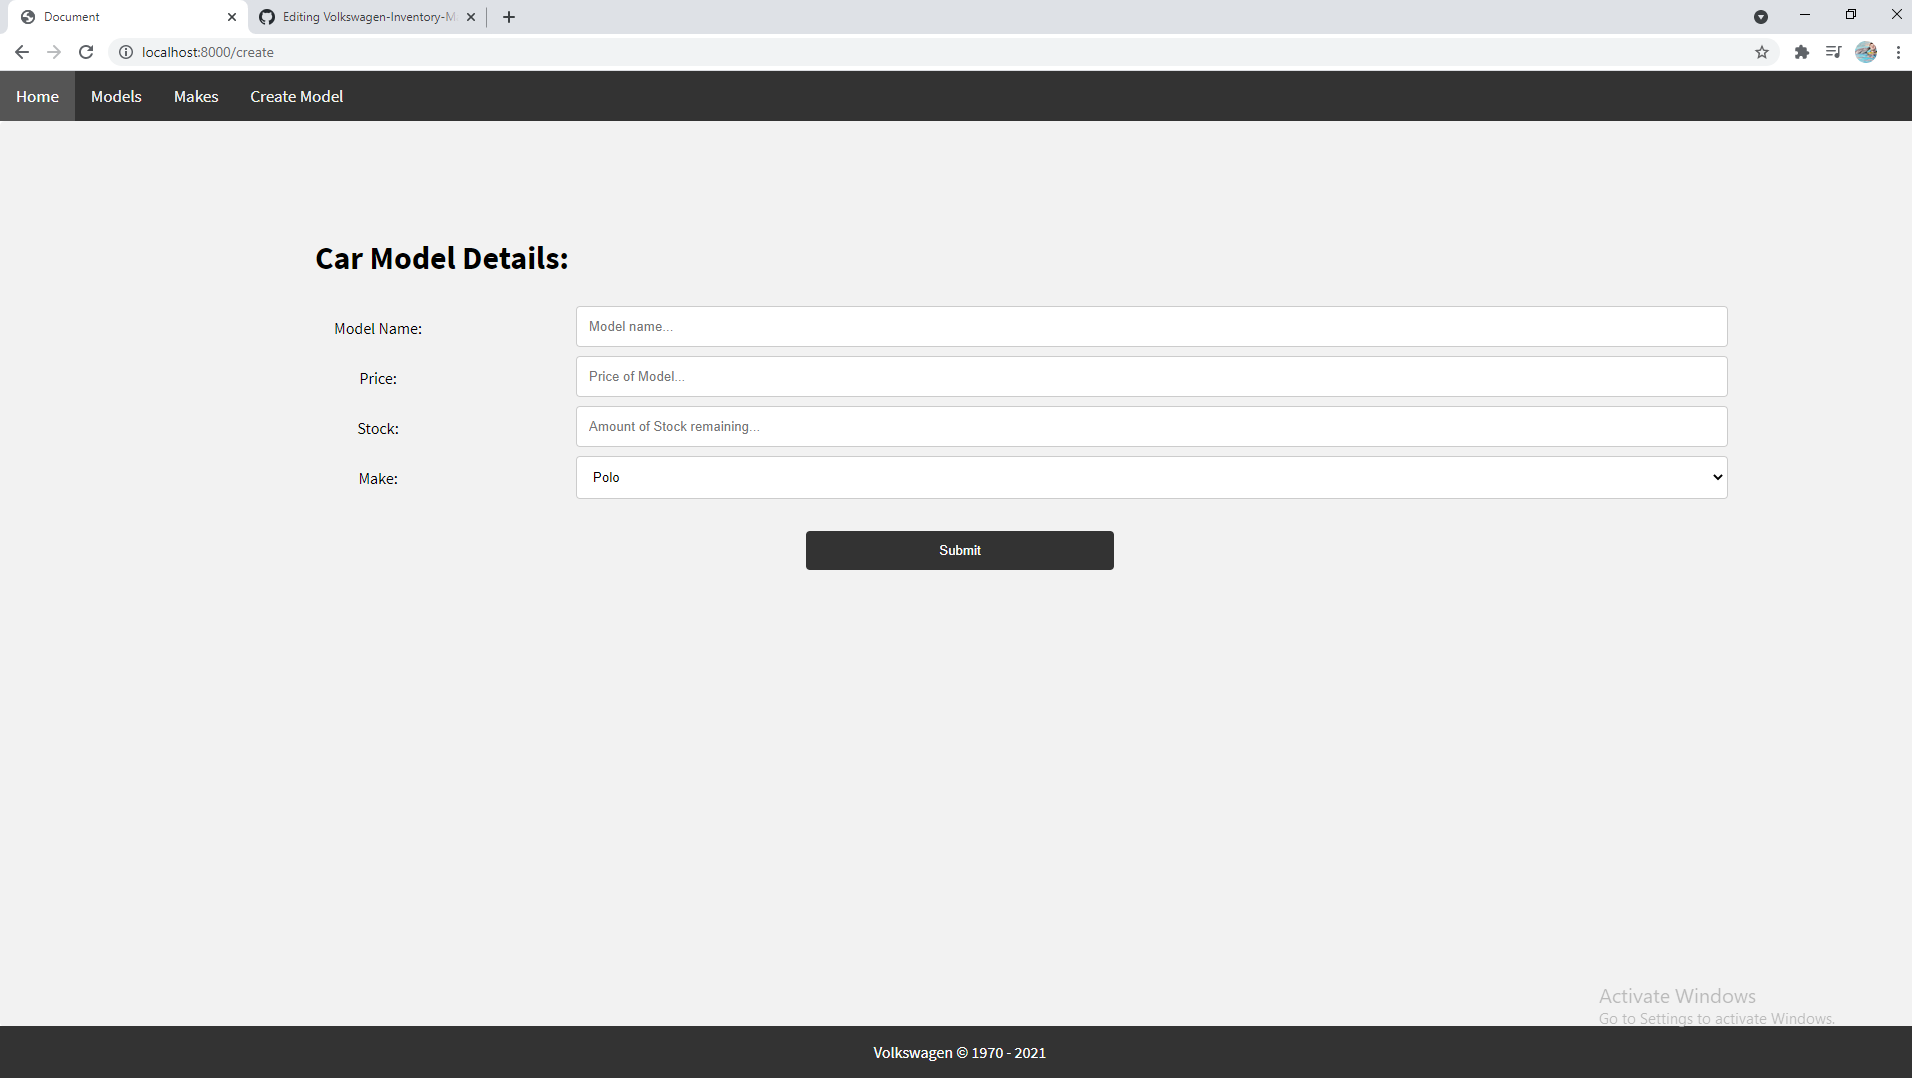 Document
Editing Volkswagen-Inventory-M
localhost:8000/create
Home Models Makes Create Model
Car Model Details:
Model Name: Model name...
Price: Price of Model...
Stock: Amount of Stock remaining...
Make: Polo
Submit
Activate Windows
Go to Settings to activate Windows.
Volkswagen © 1970 - 2021